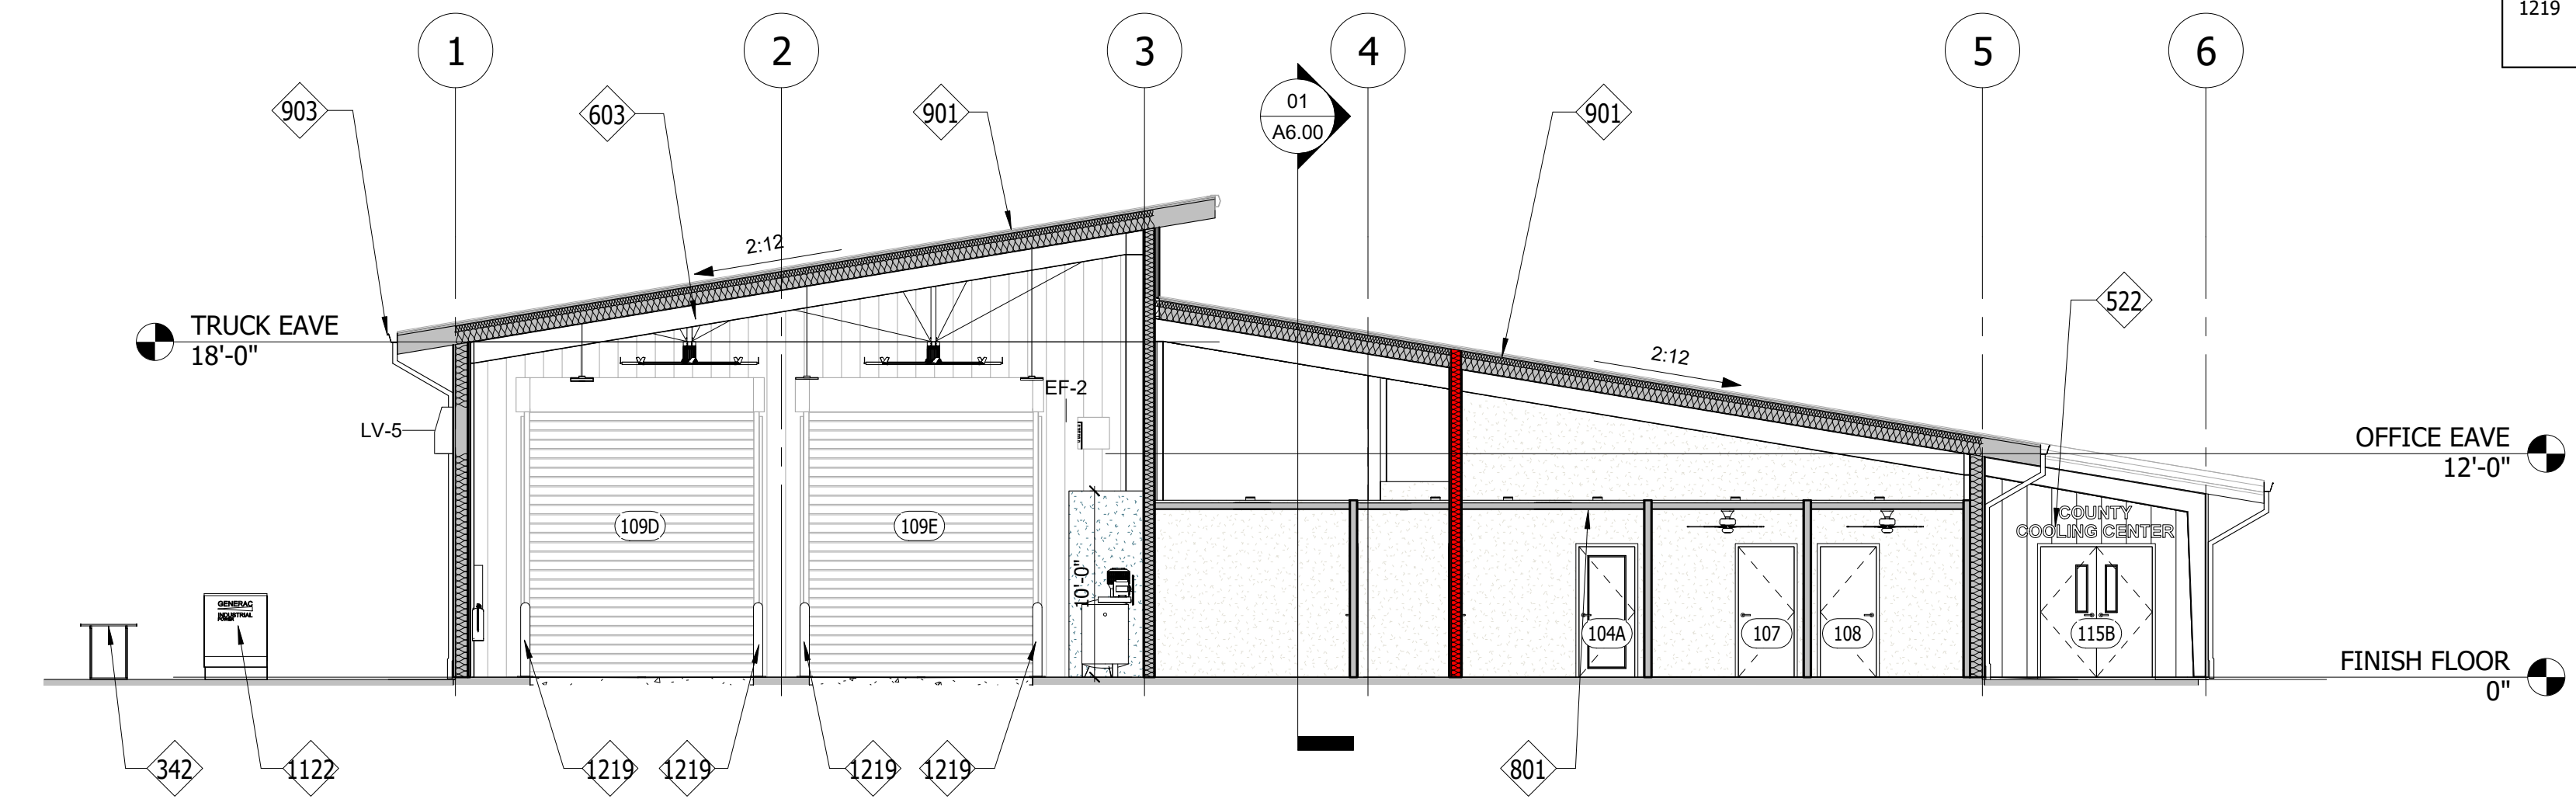 1219
1
2
3
4
5
6
903
603
901
01
A6.00
901
2:12
522
TRUCK EAVE
18'-0"
2:12
EF-2
LV-5
OFFICE EAVE
12'-0"
109D
109E
COUNTY
COOLING CENTER
10'-0"
GENERAC
INDUSTRIAL
POWER
104A
107
108
115B
FINISH FLOOR
0"
342
1122
1219
1219
1219
1219
801